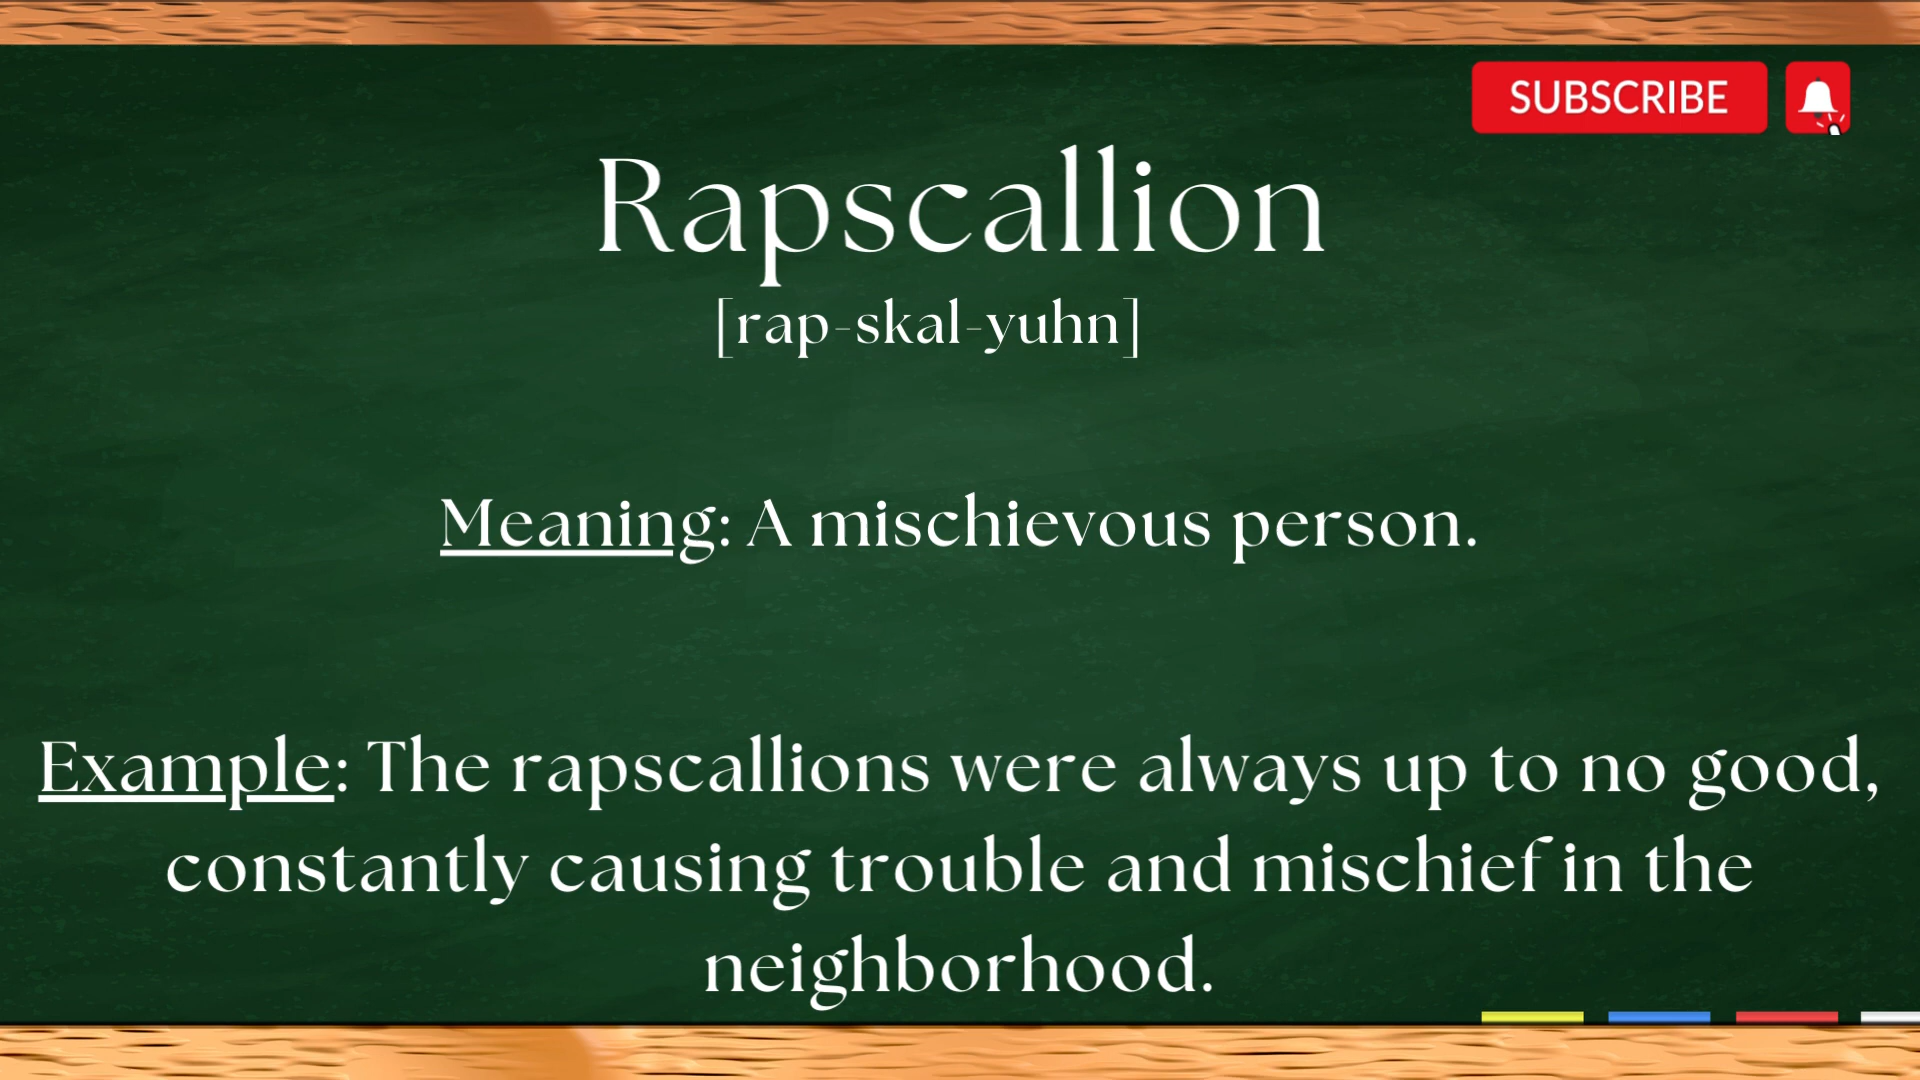 SUBSCRIBE
Rapscallion
[rap-skal-yuhn]
Meaning: A mischievous person.
Example: The rapscallions were always up to no good,
constantly causing trouble and mischief in the
neighborhood.